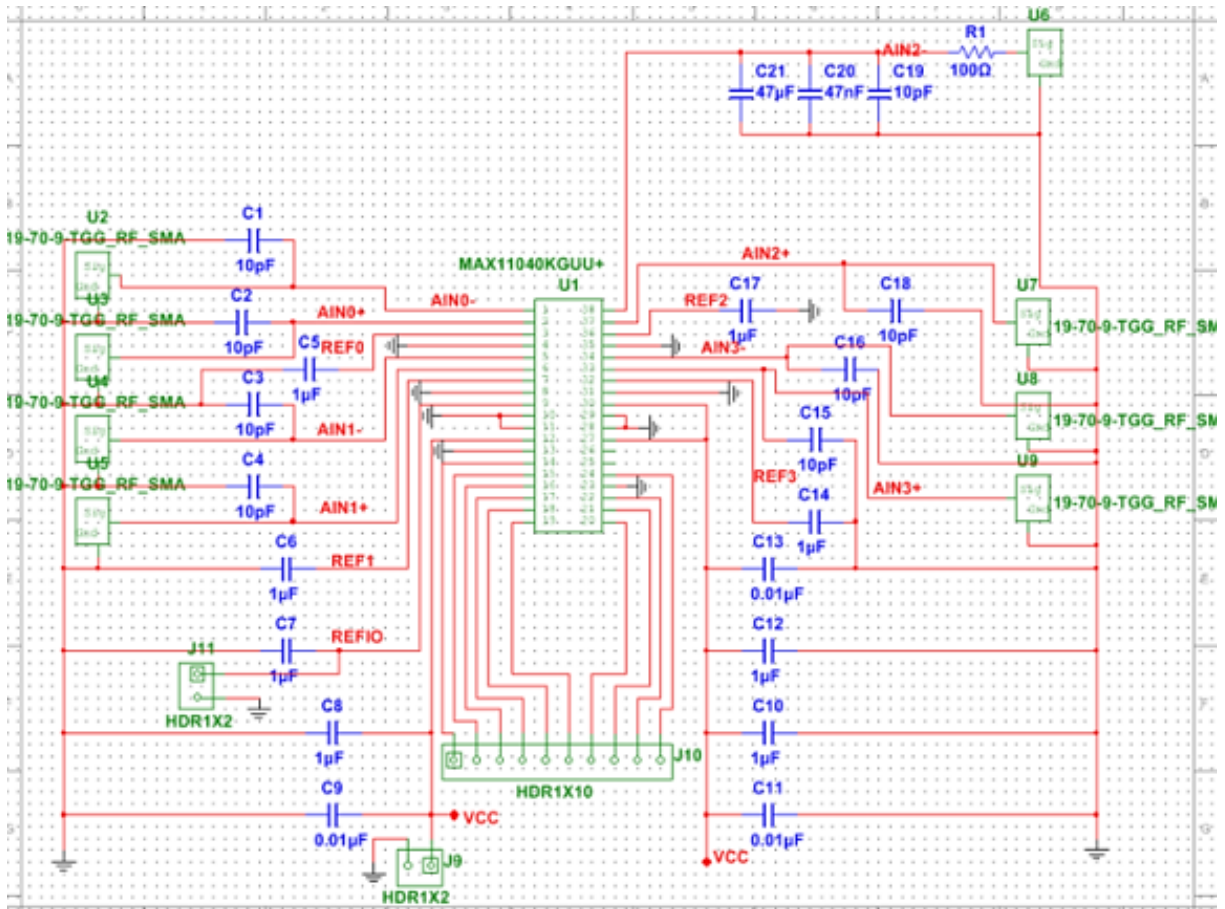 U6
R1
AIN2-
100Ω
C21
C20
C19
47µF
47nF
10pF
A
B
U2
C1
19-70-9-TGG_RF_SMA
10pF
AIN2+
MAX11040KGUU+
U1
C17
C18
U7
U3
C2
AIN0-
REF2
AIN0+
19-70-9-TGG_RF_SMA
19-70-9-TGG_RF_SM
10pF
C5
REF0
1µF
10pF
AIN3-
C16
U4
C3
1µF
10pF
U8
19-70-9-TGG_RF_SMA
C15
19-70-9-TGG_RF_SM
10pF
AIN1-
D
U5
C4
10pF
U9
19-70-9-TGG_RF_SMA
REF3
AIN3+
C14
19-70-9-TGG_RF_SM
10pF
AIN1+
1µF
C6
C13
REF1
E
1µF
0.01µF
C7
C12
REFIO
J11
1µF
1µF
HDR1X2
F
C8
C10
1µF
1µF
J10
HDR1X10
C9
C11
VCC
G
0.01µF
0.01µF
VCC
J9
HDR1X2